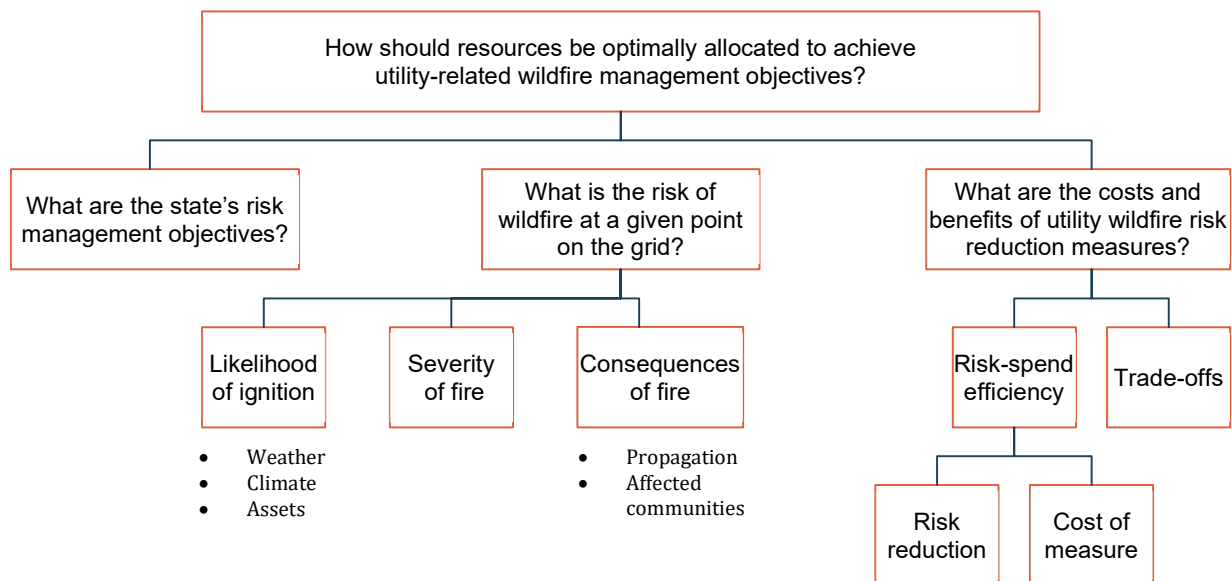 How should resources be optimally allocated to achieve
utility-related wildfire management objectives?
What are the state’s risk
management objectives?
What is the risk of
wildfire at a given point
on the grid?
What are the costs and
benefits of utility wildfire risk
reduction measures?
Likelihood
of ignition
Severity
of fire
Consequences
of fire
Risk-spend
efficiency
Trade-offs
• Weather
• Climate
• Assets
• Propagation
• Affected
communities
Risk
reduction
Cost of
measure